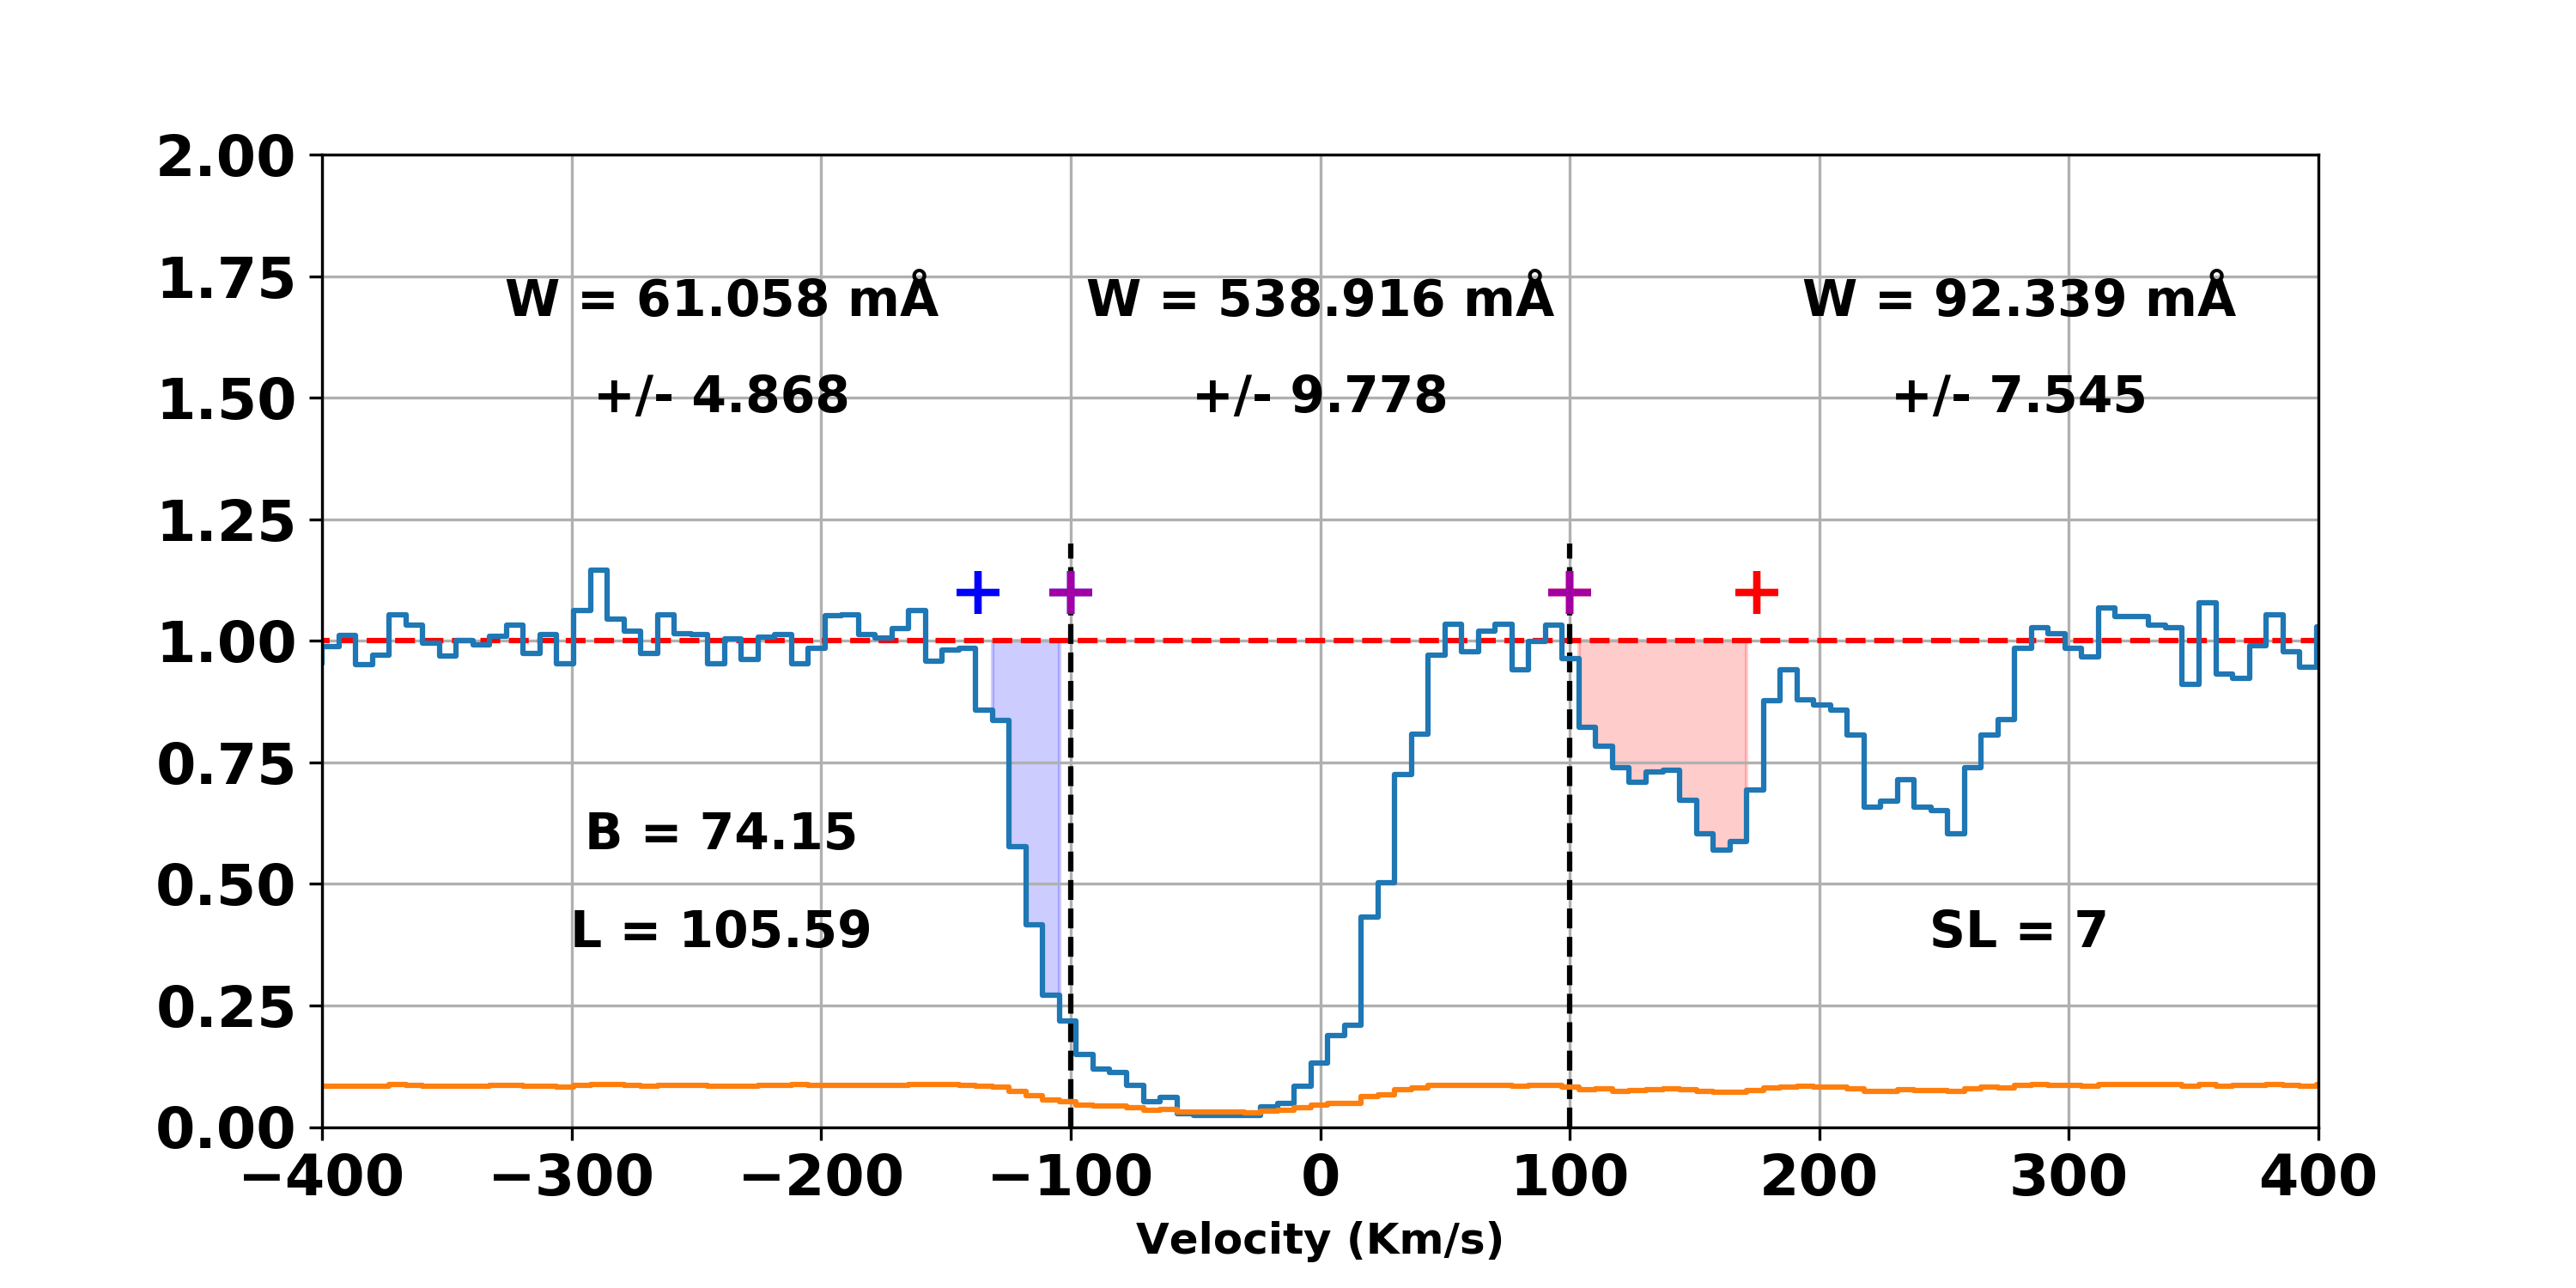 2.00
1.75
W = 61.058 mÅ W = 538.916 mÅ W = 92.339 mÅ
1.50
+/- 4.868 +/- 9.778 +/- 7.545
1.25
1.00
0.75
B = 74.15
0.50
L = 105.59 SL = 7
0.25
0.00
−400 −300 −200 −100 0 100 200 300 400
Velocity (Km/s)